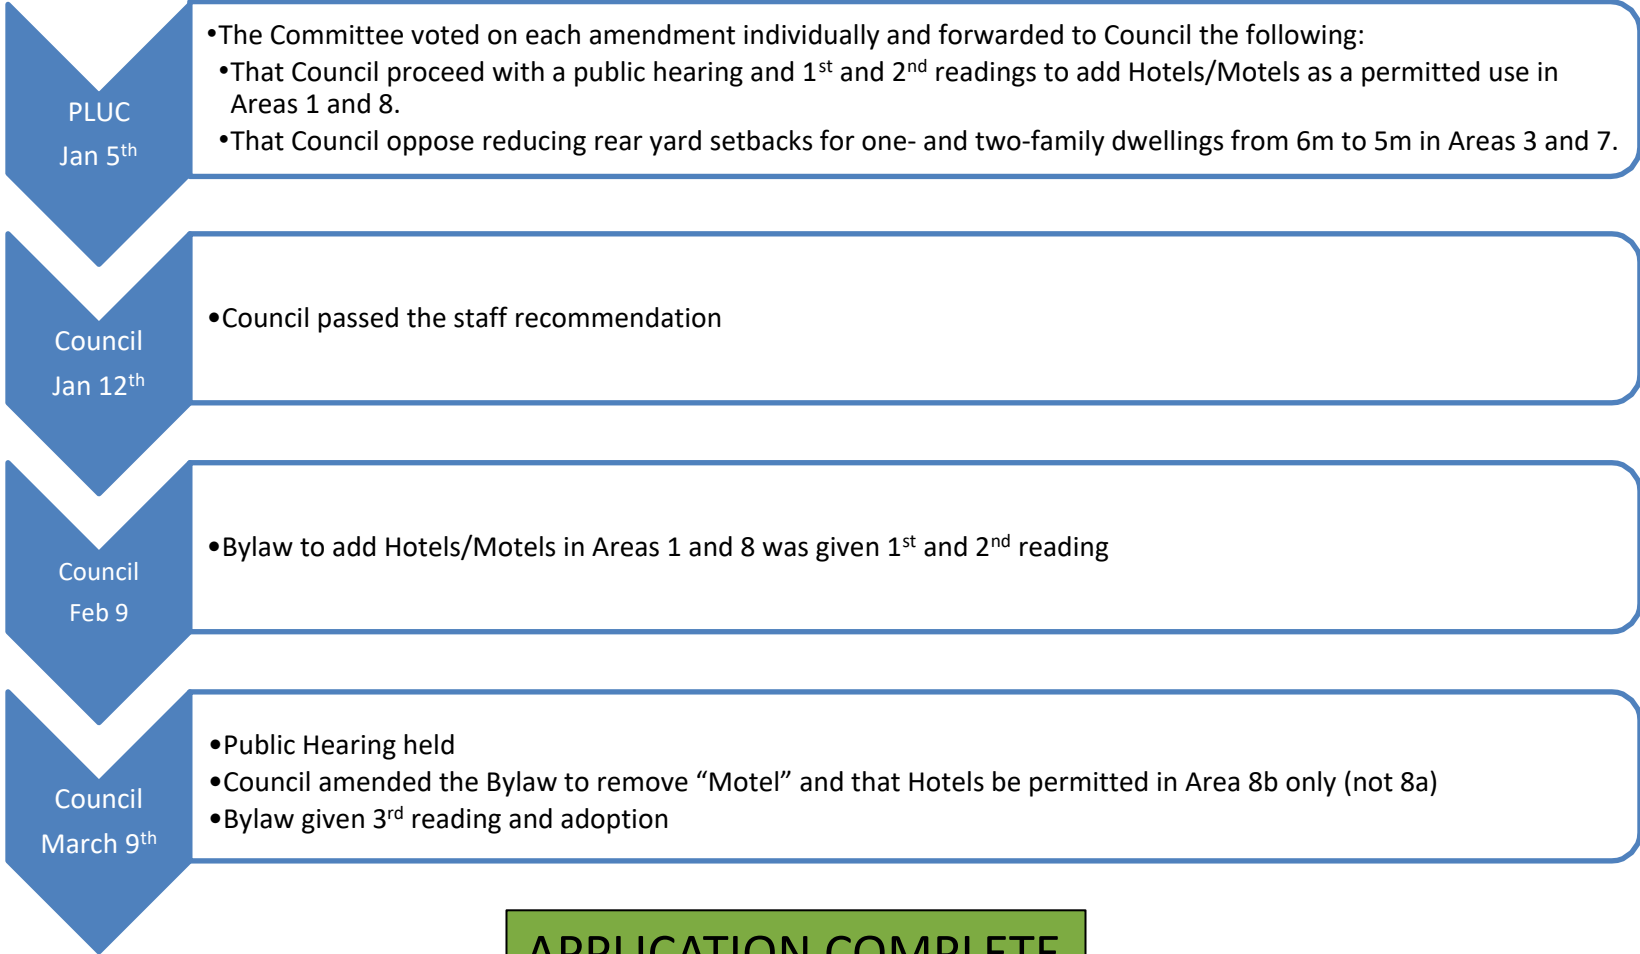 PLUC
Jan 5th
•The Committee voted on each amendment individually and forwarded to Council the following:
•That Council proceed with a public hearing and 1st and 2nd readings to add Hotels/Motels as a permitted use in
Areas 1 and 8.
•That Council oppose reducing rear yard setbacks for one- and two-family dwellings from 6m to 5m in Areas 3 and 7.
Council
Jan 12th
•Council passed the staff recommendation
Council
Feb 9
•Bylaw to add Hotels/Motels in Areas 1 and 8 was given 1st and 2nd reading
Council
March 9th
•Public Hearing held
•Council amended the Bylaw to remove “Motel” and that Hotels be permitted in Area 8b only (not 8a)
•Bylaw given 3rd reading and adoption
APPLICATION COMPLETE